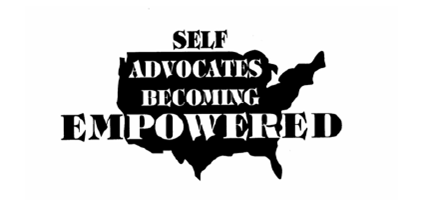 SELF
ADVOCATES
BECOMING
EMPOWERED